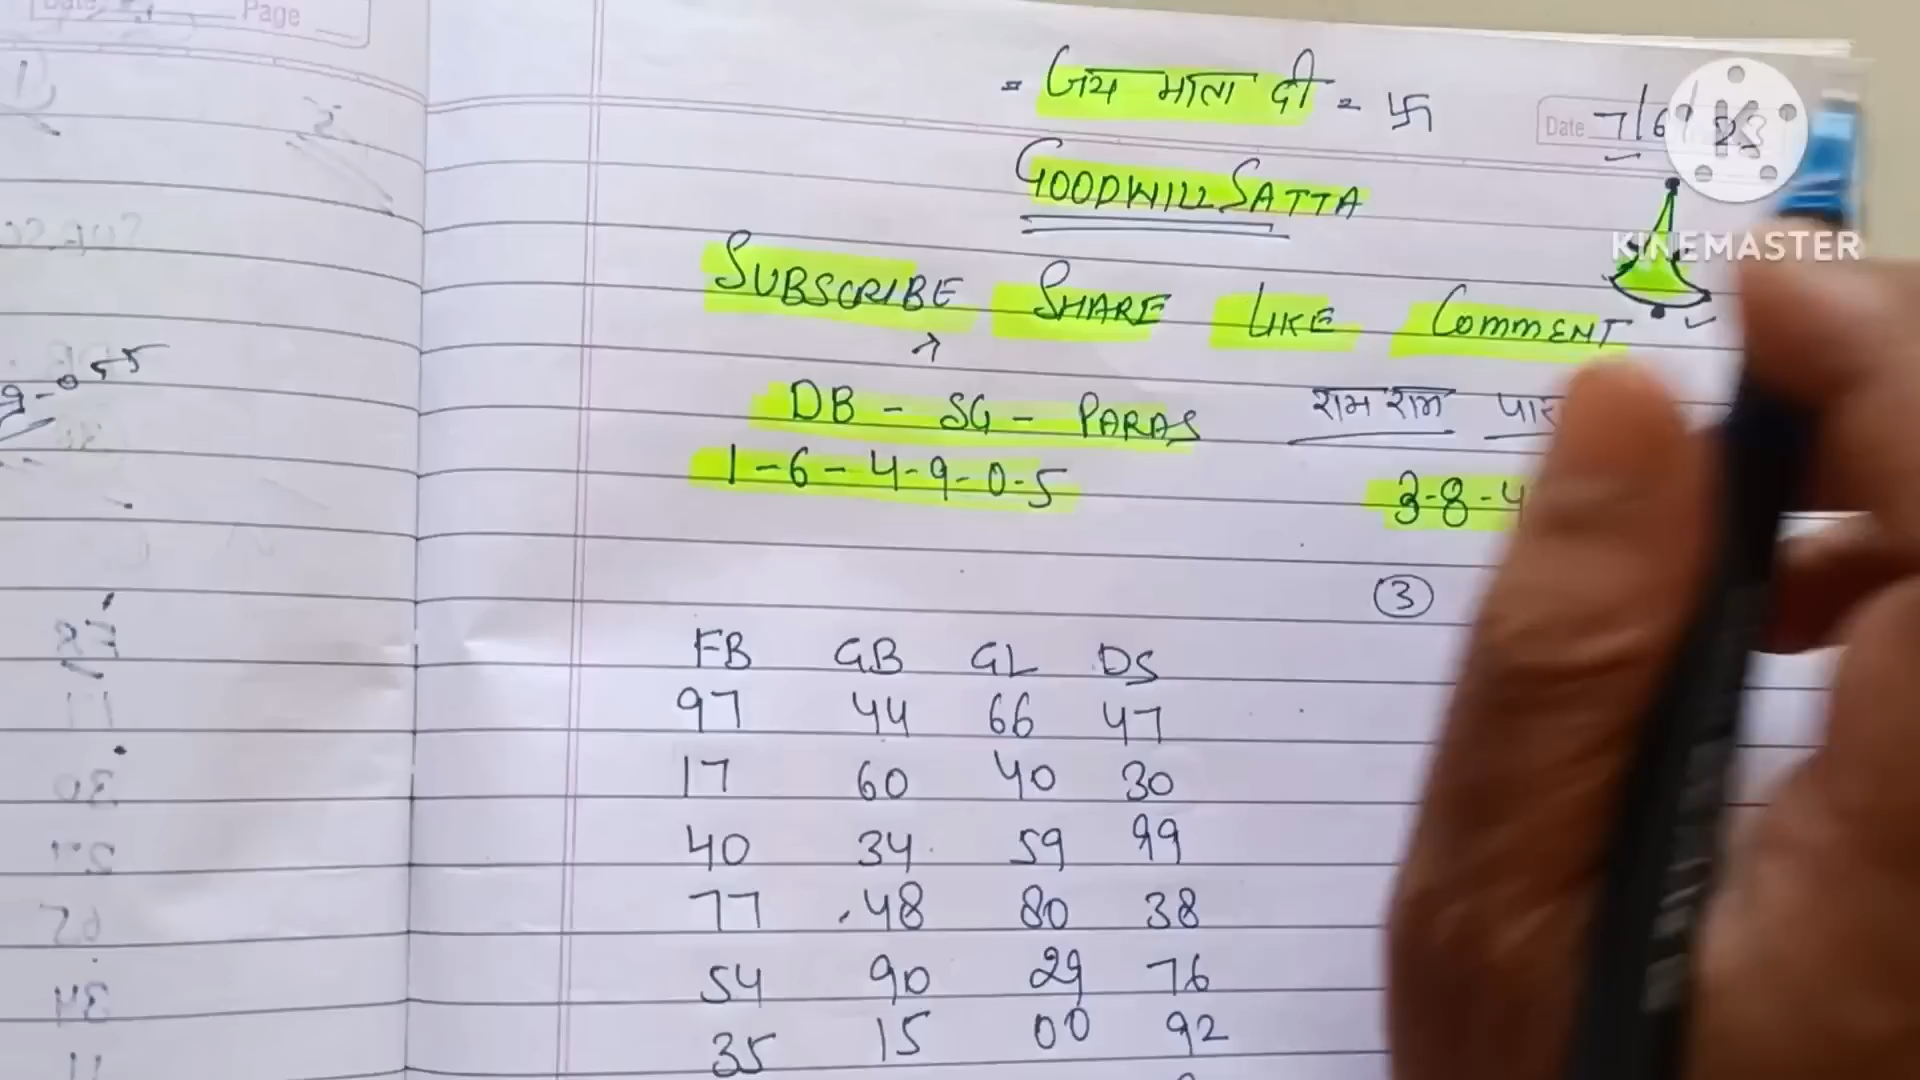 Page
= जय माता दी = 卐
Date 7/6/
GOODWILL SATTA
KINEMASTER
SUBSCRIBE SHARE LIKE COMMENT
DB - SG - PARAS राम राम
1-6-4-9-0-5 3-8-4
3
FB GB GL DS
97 44 66 47
17 60 40 30
40 34 59 99
77 48 80 38
54 90 29 76
35 15 00 92